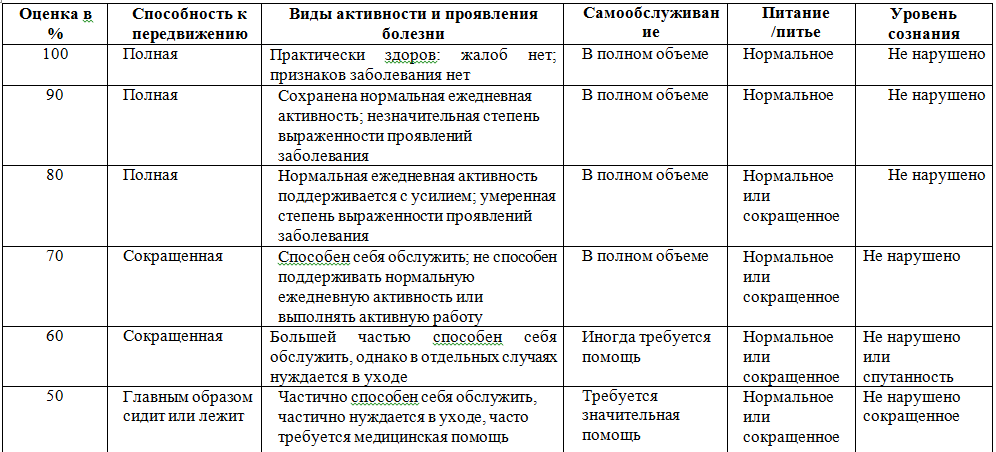 Оценка в %
Способность к передвижению
Виды активности и проявления болезни
Самообслуживание
Питание /питье
Уровень сознания
100
Полная
Практически здоров: жалоб нет;
признаков заболевания нет
В полном объеме
Нормальное
Не нарушено
90
Полная
Сохранена нормальная ежедневная
активность; незначительная степень
выраженности проявлений
заболевания
В полном объеме
Нормальное
Не нарушено
80
Полная
Нормальная ежедневная активность
поддерживается с усилием; умеренная
степень выраженности проявлений
заболевания
В полном объеме
Нормальное
или
сокращенное
Не нарушено
70
Сокращенная
Способен себя обслужить; не способен
поддерживать нормальную
ежедневную активность или
выполнять активную работу
В полном объеме
Нормальное
или
сокращенное
Не нарушено
60
Сокращенная
Большей частью способен себя
обслужить, однако в отдельных случаях
нуждается в уходе
Иногда требуется
помощь
Нормальное
или
сокращенное
Не нарушено
или
спутанность
50
Главным образом
сидит или лежит
Частично способен себя обслужить,
частично нуждается в уходе, часто
требуется медицинская помощь
Требуется
значительная
помощь
Нормальное
или
сокращенное
Не нарушено
сокращенное